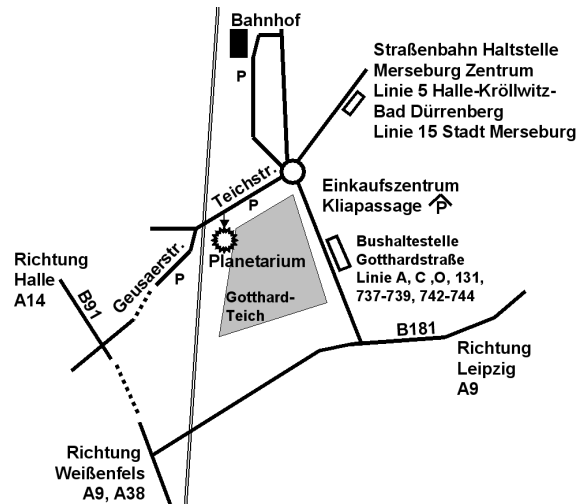 Bahnhof
P
Straßenbahn Haltstelle
Merseburg Zentrum
Linie 5 Halle-Kröllwitz-
Bad Dürrenberg
Linie 15 Stadt Merseburg
Teichstr.
P
Einkaufszentrum
Kliapassage P
Bushaltestelle
Gotthardstraße
Linie A, C ,O, 131,
737-739, 742-744
Planetarium
Gotthard-
Teich
Geusaerstr.
P
Richtung
Halle
A14
B91
B181
Richtung
Leipzig
A9
Richtung
Weißenfels
A9, A38